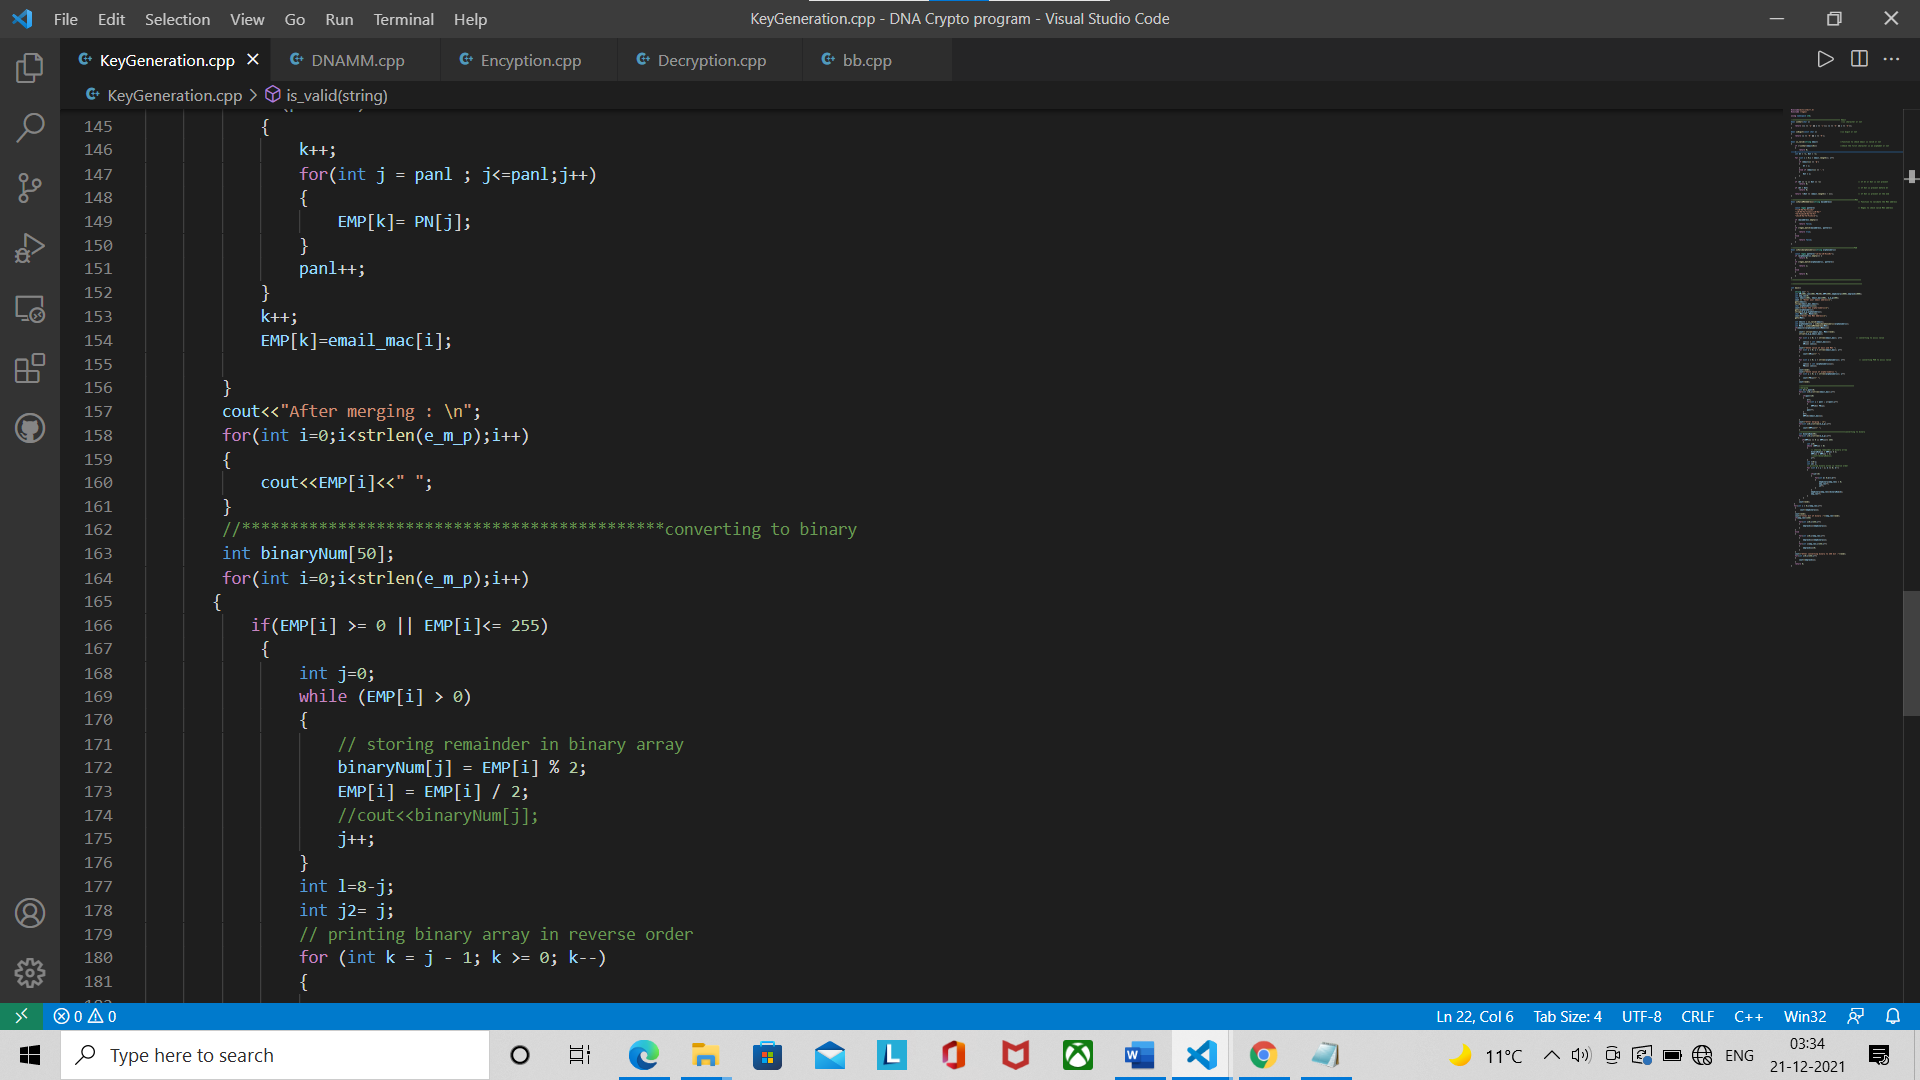 File Edit Selection View Go Run Terminal Help
KeyGeneration.cpp - DNA Crypto program - Visual Studio Code
KeyGeneration.cpp DNAMM.cpp Encyption.cpp Decryption.cpp bb.cpp
KeyGeneration.cpp > is_valid(string)
145 {
146 k++;
147 for(int j = panl ; j<=panl;j++)
148 {
149 EMP[k]= PN[j];
150 }
151 panl++;
152 }
153 k++;
154 EMP[k]=email_mac[i];
155
156 }
157 cout<<"After merging : \n";
158 for(int i=0;i<strlen(e_m_p);i++)
159 {
160 cout<<EMP[i]<<" ";
161 }
162 //********************************************converting to binary
163 int binaryNum[50];
164 for(int i=0;i<strlen(e_m_p);i++)
165 {
166 if(EMP[i] >= 0 || EMP[i]<= 255)
167 {
168 int j=0;
169 while (EMP[i] > 0)
170 {
171 // storing remainder in binary array
172 binaryNum[j] = EMP[i] % 2;
173 EMP[i] = EMP[i] / 2;
174 //cout<<binaryNum[j];
175 j++;
176 }
177 int l=8-j;
178 int j2= j;
179 // printing binary array in reverse order
180 for (int k = j - 1; k >= 0; k--)
181 {
0 0
Ln 22, Col 6 Tab Size: 4 UTF-8 CRLF C++ Win32
Type here to search
11°C
ENG
03:34
21-12-2021